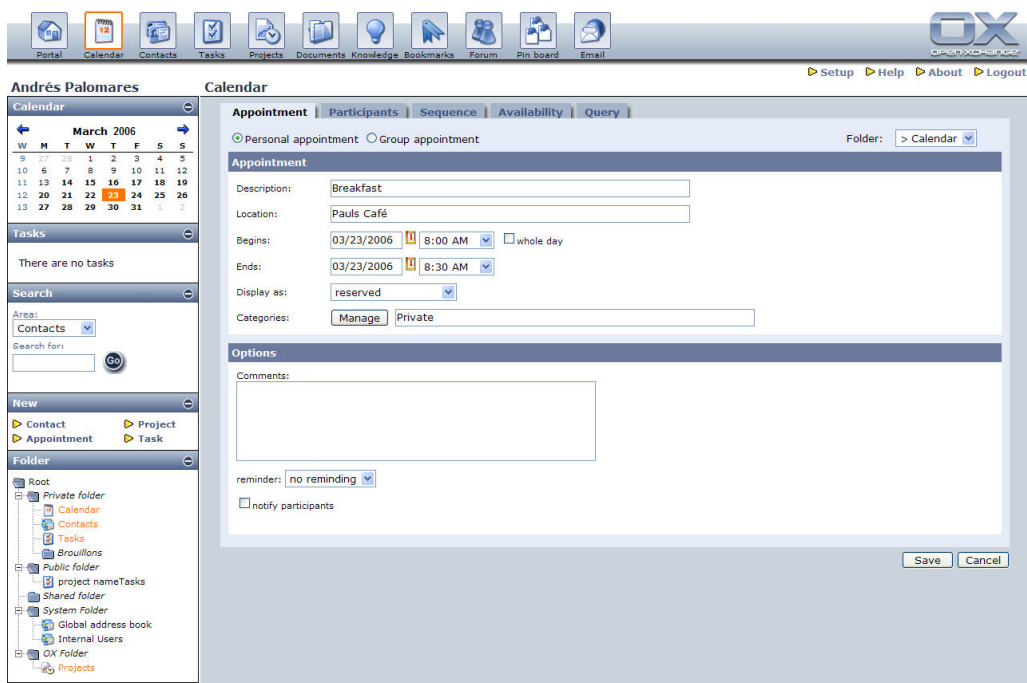 12
Portal Calendar Contacts Tasks Projects Documents Knowledge Bookmarks Forum Pin board Email
OX
OPEN-XCHANGE
Setup Help About Logout
Andrés Palomares
Calendar
Calendar
March 2006
W M T W T F S S
9 27 28 1 2 3 4 5
10 6 7 8 9 10 11 12
11 13 14 15 16 17 18 19
12 20 21 22 23 24 25 26
13 27 28 29 30 31 1 2
Tasks
There are no tasks
Search
Area:
Contacts
Search for:
Go
New
Contact Project
Appointment Task
Folder
Root
Private folder
Calendar
Contacts
Tasks
Brouillons
Public folder
project nameTasks
Shared folder
System Folder
Global address book
Internal Users
OX Folder
Projects
Appointment Participants Sequence Availability Query
Personal appointment Group appointment Folder: > Calendar
Appointment
Description: Breakfast
Location: Pauls Café
Begins: 03/23/2006 8:00 AM whole day
Ends: 03/23/2006 8:30 AM
Display as: reserved
Categories: Manage Private
Options
Comments:
reminder: no reminding
notify participants
Save Cancel